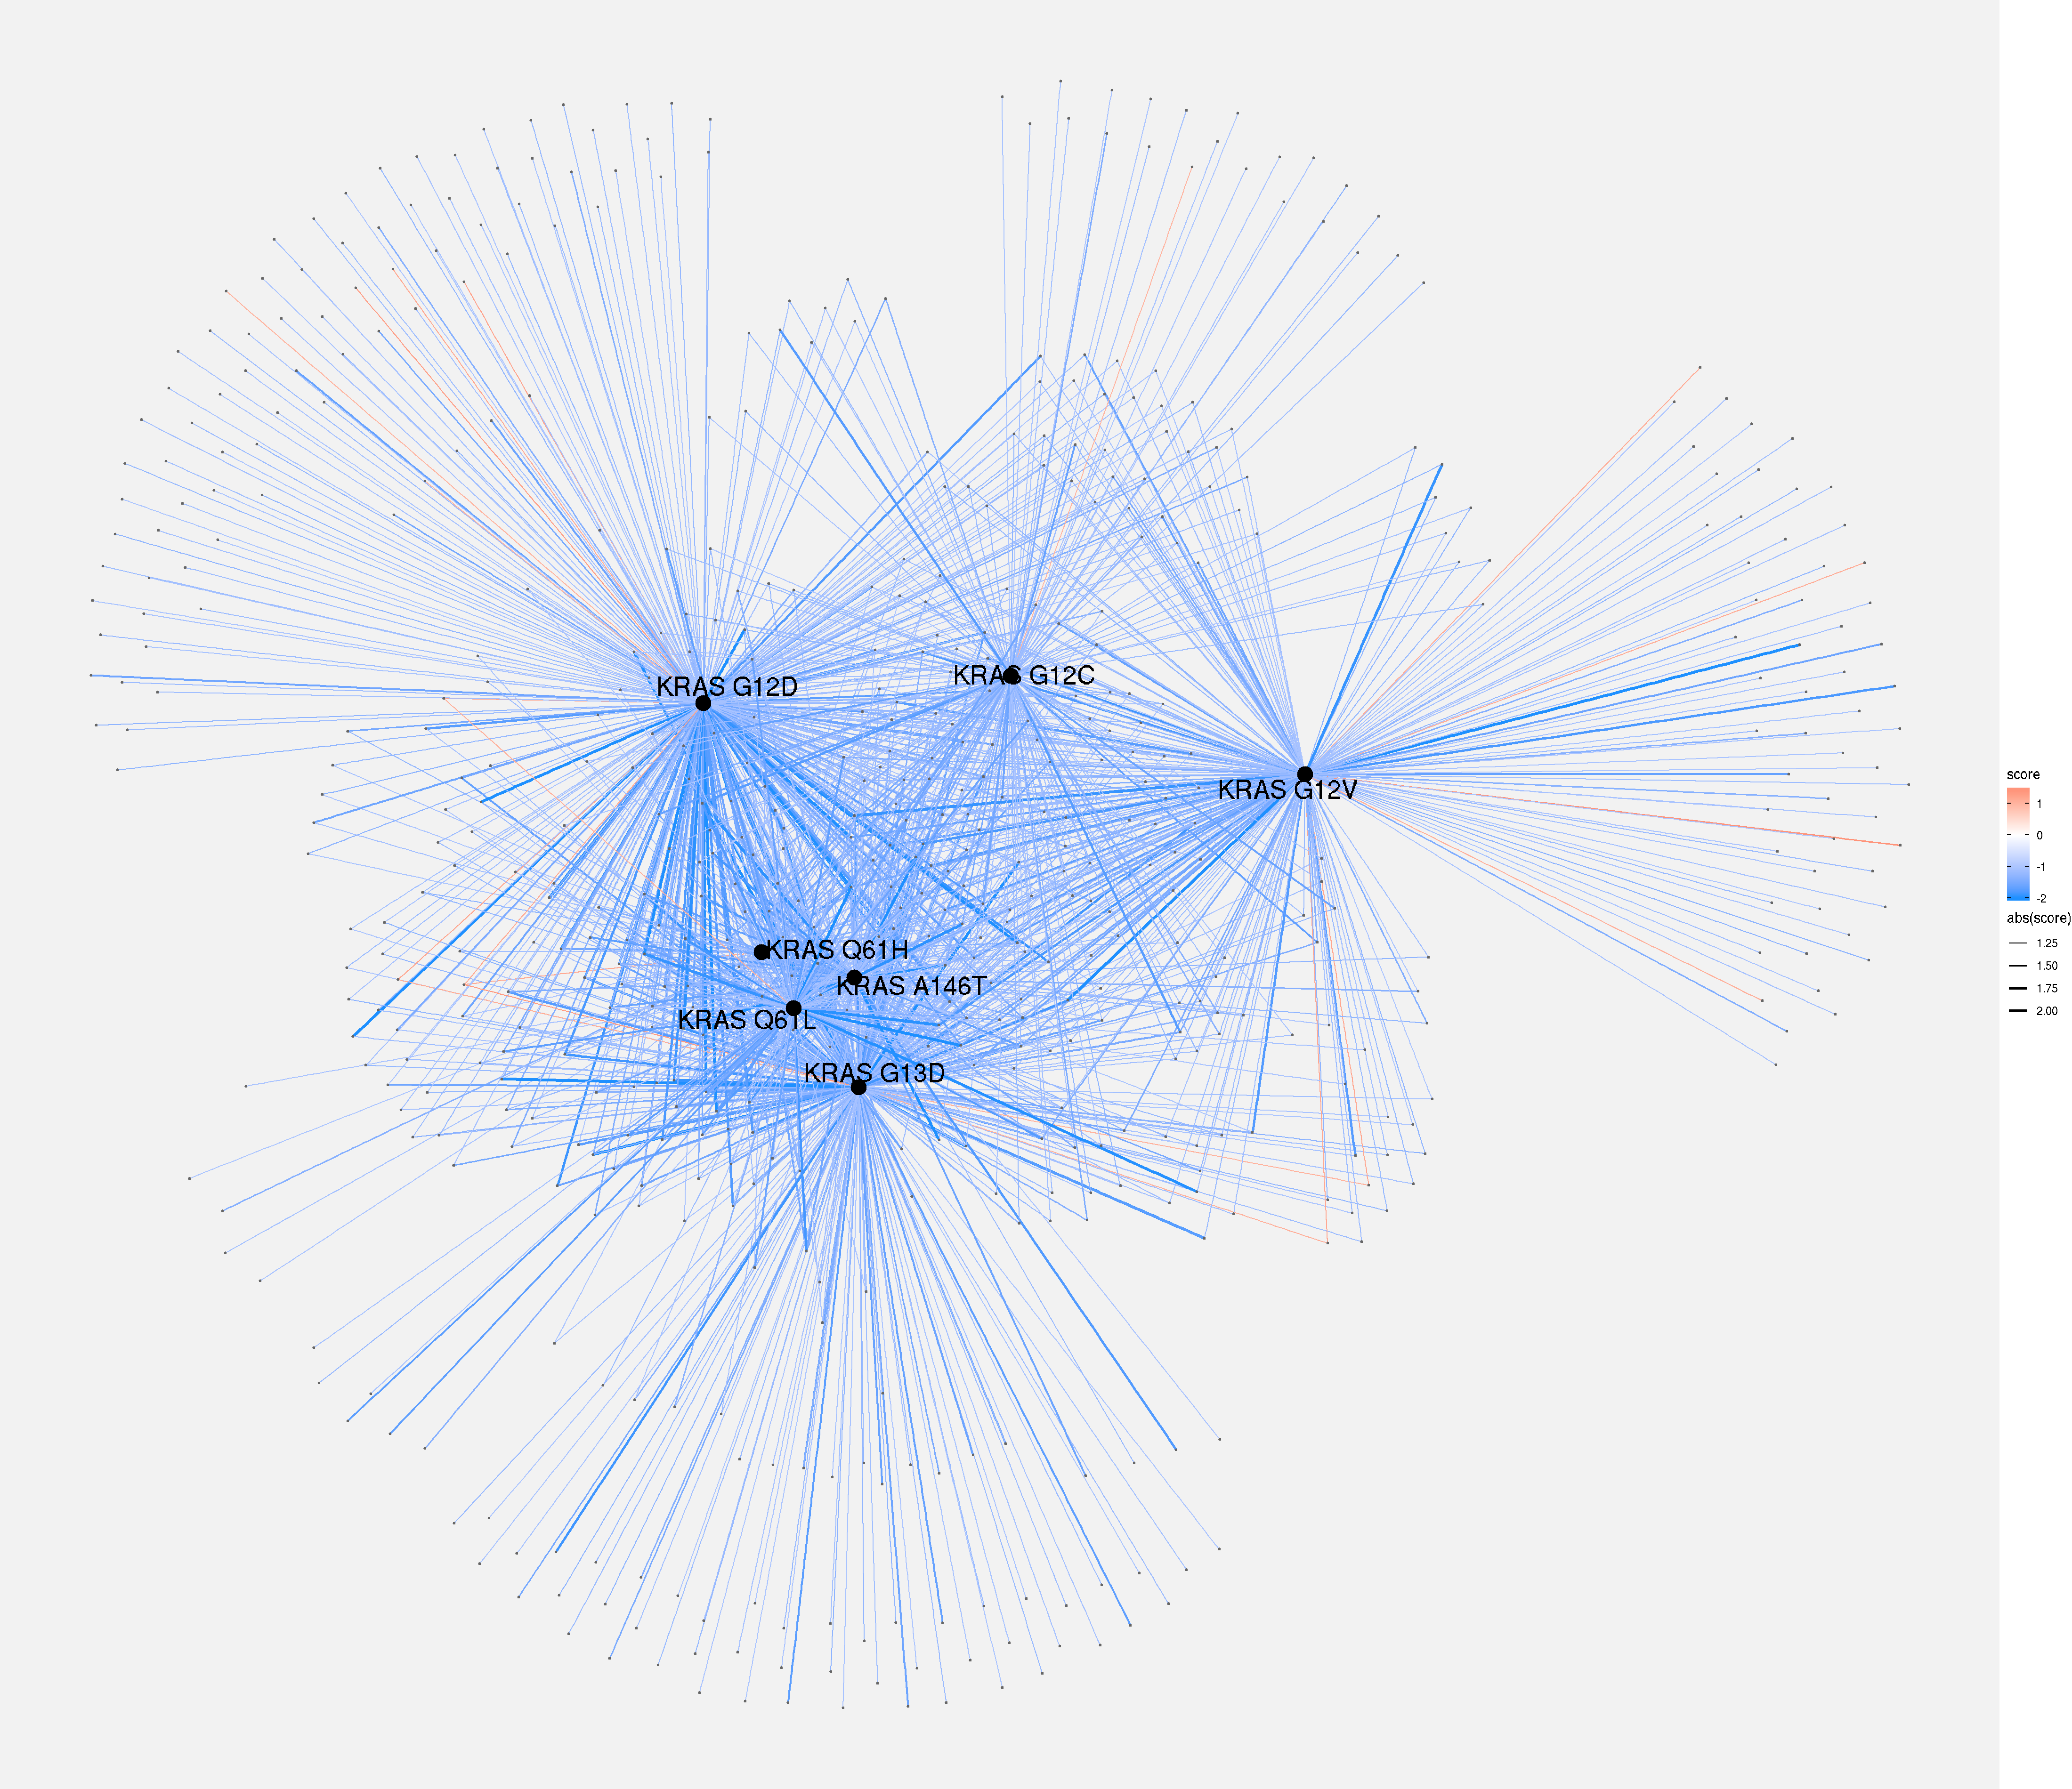 KRAS G12C
KRAS G12D
KRAS G12V
KRAS Q61H
KRAS A146T
KRAS Q61L
KRAS G13D
score
1
0
-1
-2
abs(score)
1.25
1.50
1.75
2.00